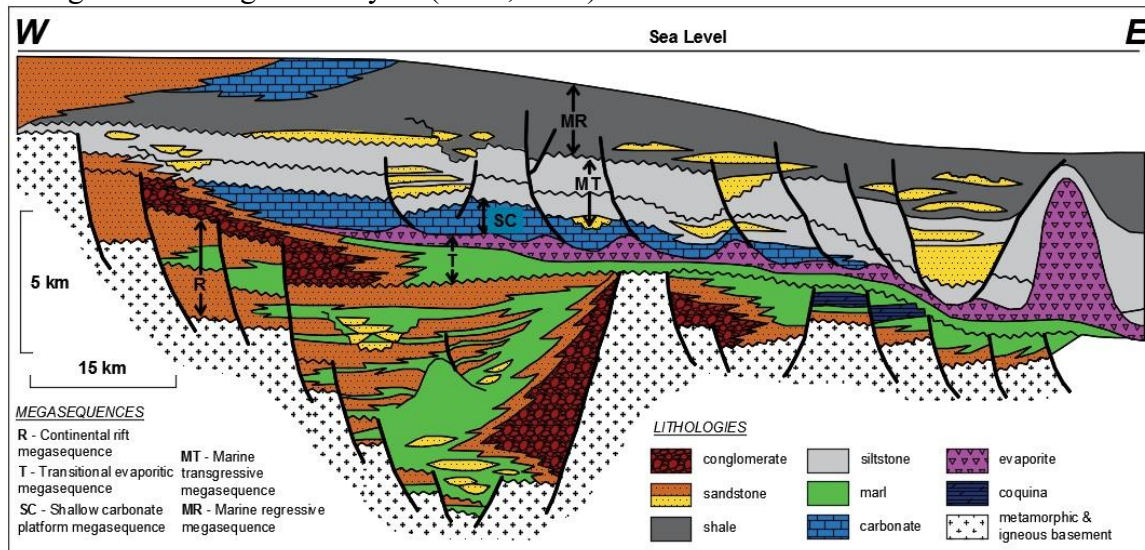 W Sea Level E
MR
MT
SC
T
R
5 km
15 km
MEGASEQUENCES
R - Continental rift
megasequence
T - Transitional evaporitic
megasequence
SC - Shallow carbonate
platform megasequence
MT - Marine
transgressive
megasequence
MR - Marine regressive
megasequence
LITHOLOGIES
conglomerate
sandstone
shale
siltstone
marl
carbonate
evaporite
coquina
metamorphic &
igneous basement